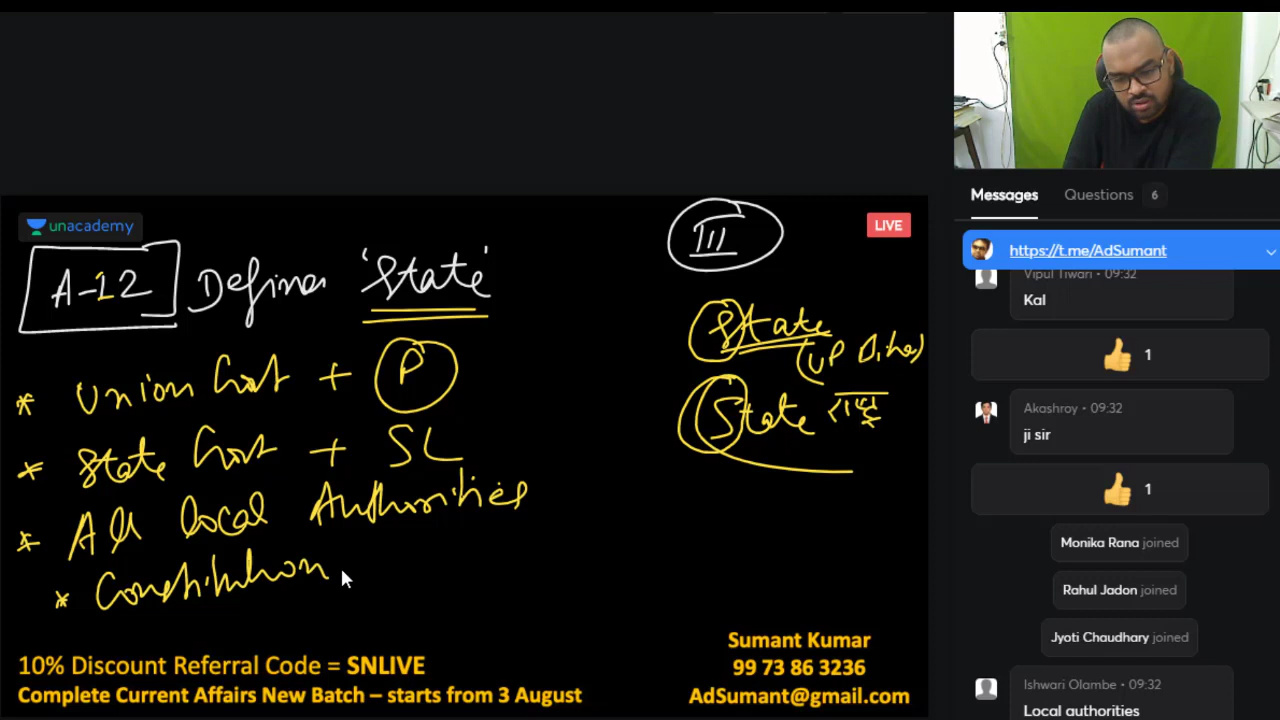 unacademy
LIVE
III
A-12 Defines 'State'
* Union Govt + P
* State Govt + SL
* All local Authorities
* Constitution
State
(UP Bihar)
State राष्ट्र
10% Discount Referral Code = SNLIVE
Complete Current Affairs New Batch – starts from 3 August
Sumant Kumar
99 73 86 3236
AdSumant@gmail.com
Messages
Questions 6
https://t.me/AdSumant
Vipul Tiwari • 09:32
Kal
1
Akashroy • 09:32
ji sir
1
Monika Rana joined
Rahul Jadon joined
Jyoti Chaudhary joined
Ishwari Olambe • 09:32
Local authorities